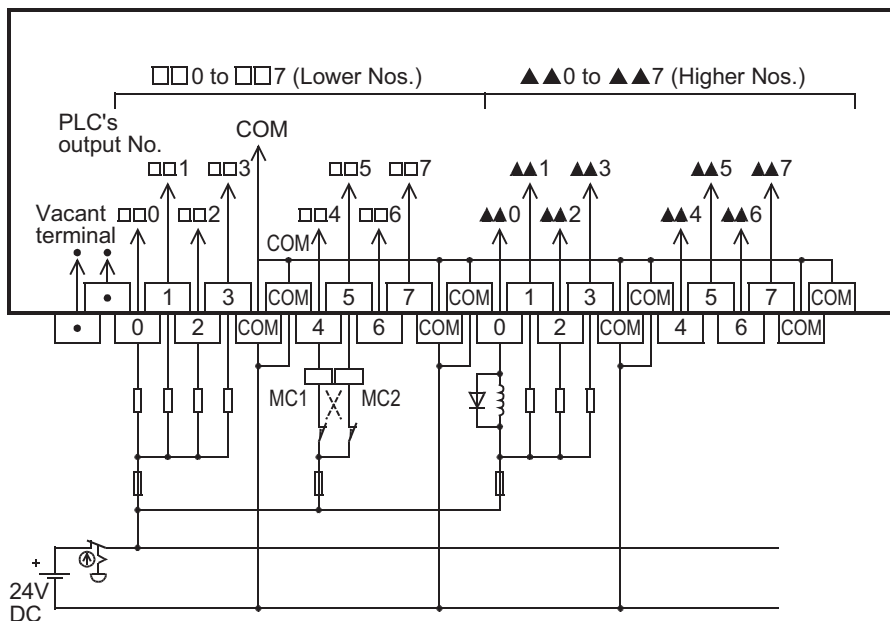 □□0 to □□7 (Lower Nos.) ▲▲0 to ▲▲7 (Higher Nos.)
PLC's
output No.
COM
□□1 □□3 □□5 □□7 ▲▲1 ▲▲3 ▲▲5 ▲▲7
Vacant
terminal
□□0 □□2 □□4 □□6 ▲▲0 ▲▲2 ▲▲4 ▲▲6
COM
1 3 COM 5 7 COM 1 3 COM 5 7 COM
0 2 COM 4 6 COM 0 2 COM 4 6 COM
MC1 MC2
+
24V
DC